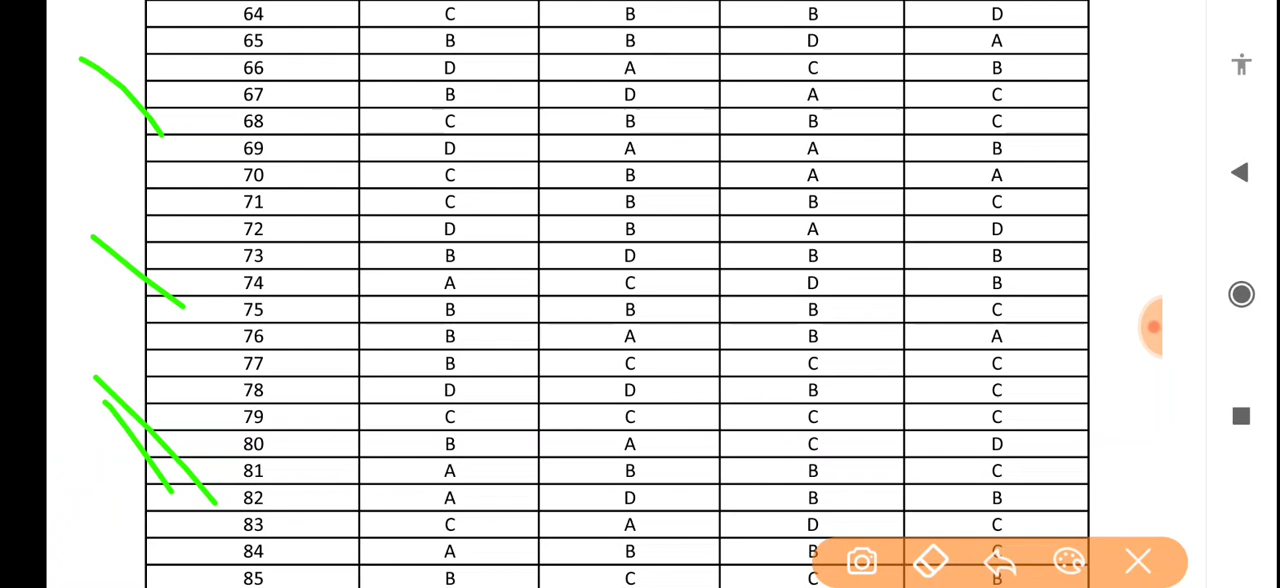 64 C B B D
65 B B D A
66 D A C B
67 B D A C
68 C B B C
69 D A A B
70 C B A A
71 C B B C
72 D B A D
73 B D B B
74 A C D B
75 B B B C
76 B A B A
77 B C C C
78 D D B C
79 C C C C
80 B A C D
81 A B B C
82 A D B B
83 C A D C
84 A B B
85 B C C B